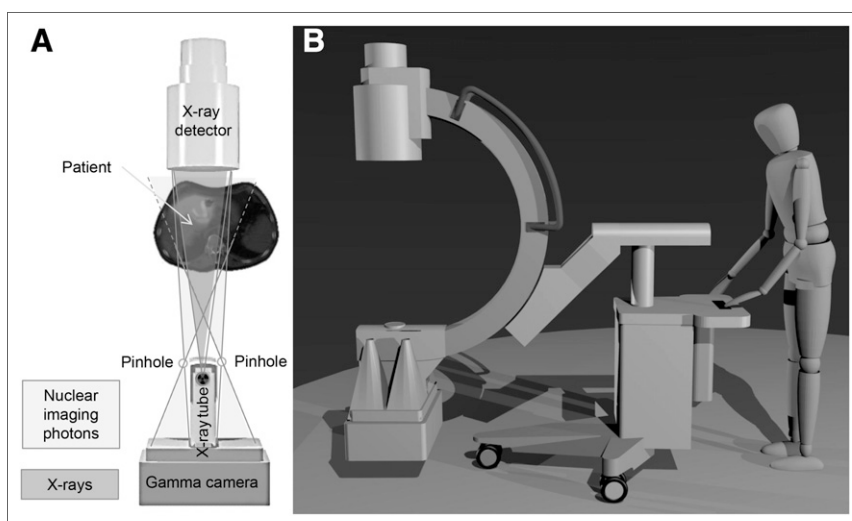 A
B
X-ray
detector
Patient
Pinhole
Pinhole
X-ray tube
Nuclear
imaging
photons
X-rays
Gamma camera